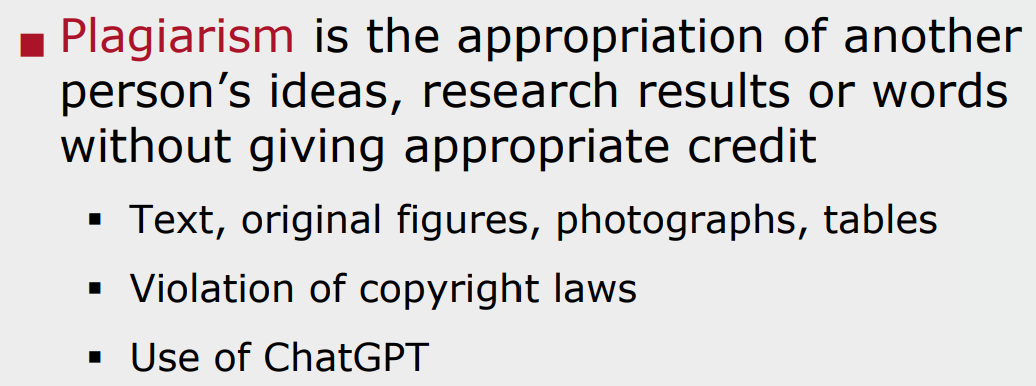 Plagiarism is the appropriation of another
person’s ideas, research results or words
without giving appropriate credit
Text, original figures, photographs, tables
Violation of copyright laws
Use of ChatGPT